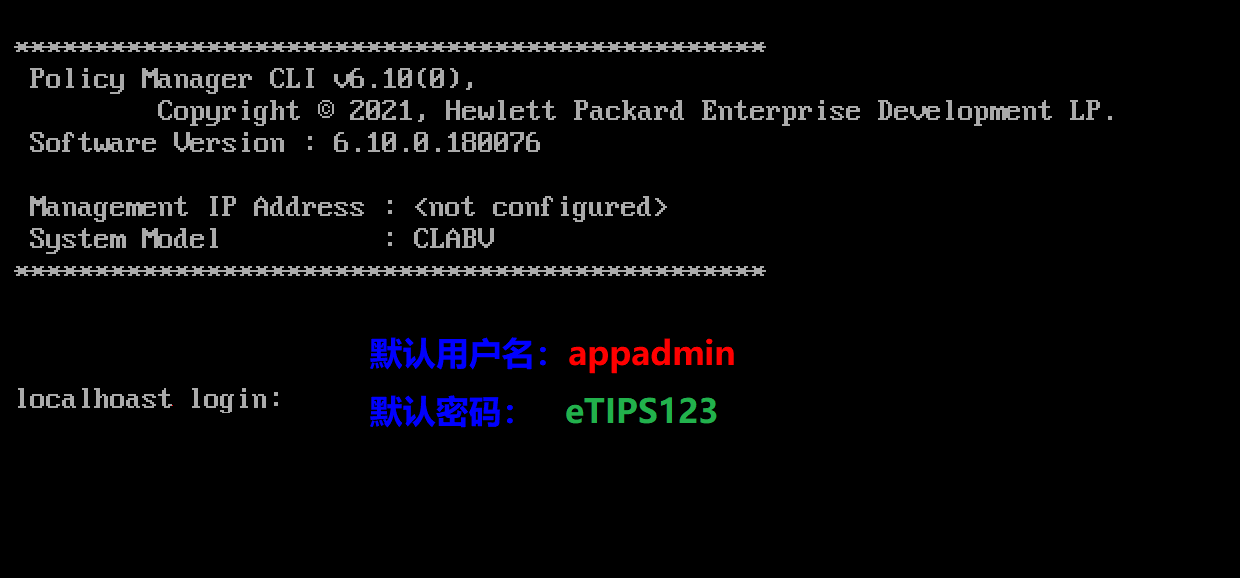 ***********************************************
Policy Manager CLI v6.10(0),
Copyright © 2021, Hewlett Packard Enterprise Development LP.
Software Version : 6.10.0.180076
Management IP Address : <not configured>
System Model : CLABV
***********************************************
默认用户名：appadmin
localhoast login:
默认密码： eTIPS123